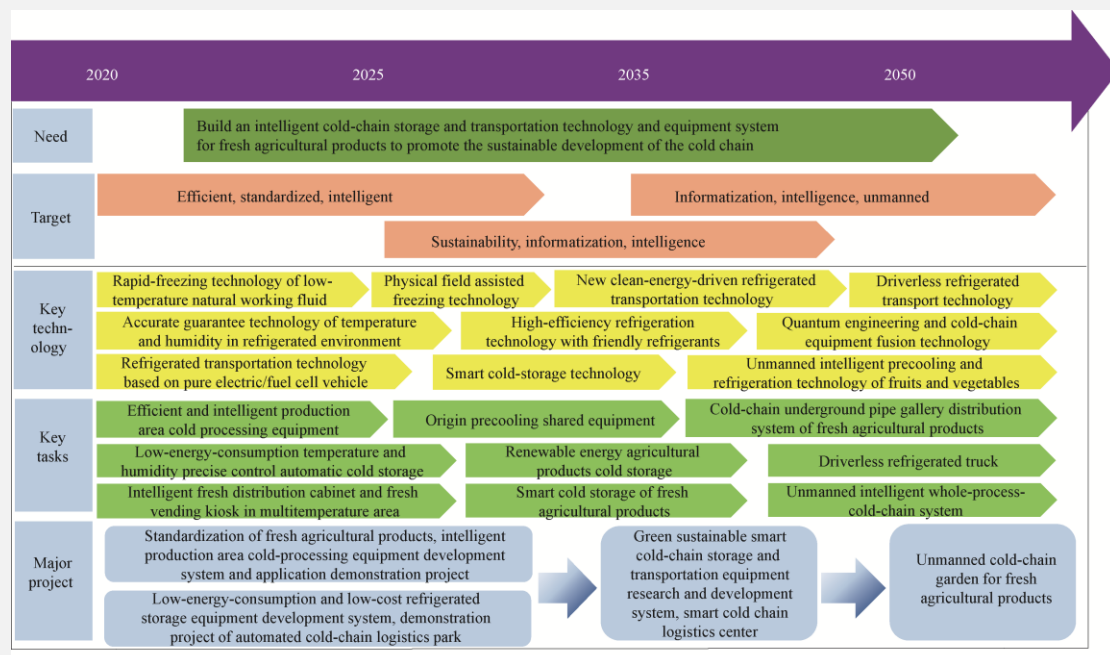 2020 2025 2035 2050
Need
Build an intelligent cold-chain storage and transportation technology and equipment system
for fresh agricultural products to promote the sustainable development of the cold chain
Target
Efficient, standardized, intelligent
Informatization, intelligence, unmanned
Sustainability, informatization, intelligence
Key
techn-
ology
Rapid-freezing technology of low-
temperature natural working fluid
Physical field assisted
freezing technology
New clean-energy-driven refrigerated
transportation technology
Driverless refrigerated
transport technology
Accurate guarantee technology of temperature
and humidity in refrigerated environment
High-efficiency refrigeration
technology with friendly refrigerants
Quantum engineering and cold-chain
equipment fusion technology
Refrigerated transportation technology
based on pure electric/fuel cell vehicle
Smart cold-storage technology
Unmanned intelligent precooling and
refrigeration technology of fruits and vegetables
Key
tasks
Efficient and intelligent production
area cold processing equipment
Origin precooling shared equipment
Cold-chain underground pipe gallery distribution
system of fresh agricultural products
Low-energy-consumption temperature and
humidity precise control automatic cold storage
Renewable energy agricultural
products cold storage
Driverless refrigerated truck
Intelligent fresh distribution cabinet and fresh
vending kiosk in multitemperature area
Smart cold storage of fresh
agricultural products
Unmanned intelligent whole-process-
cold-chain system
Major
project
Standardization of fresh agricultural products, intelligent
production area cold-processing equipment development
system and application demonstration project
Low-energy-consumption and low-cost refrigerated
storage equipment development system, demonstration
project of automated cold-chain logistics park
Green sustainable smart
cold-chain storage and
transportation equipment
research and development
system, smart cold chain
logistics center
Unmanned cold-chain
garden for fresh
agricultural products